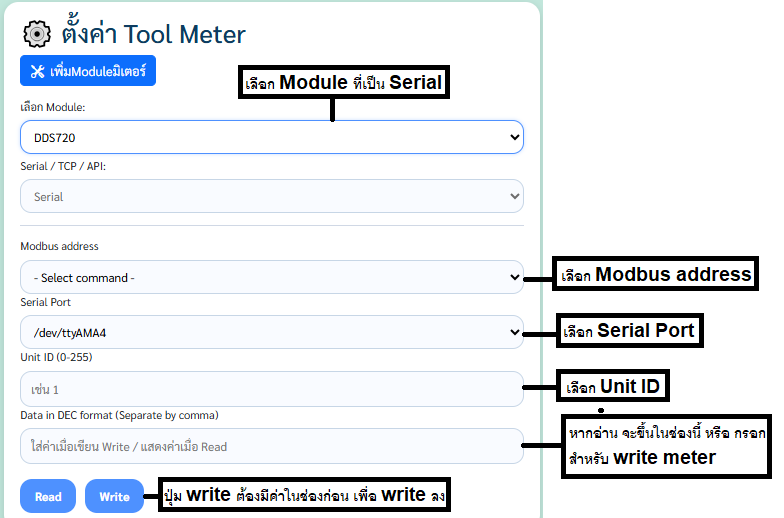 ตั้งค่า Tool Meter
เพิ่มModuleมิเตอร์
เลือก Module ที่เป็น Serial
เลือก Module:
DDS720
Serial / TCP / API:
Serial
Modbus address
- Select command -
เลือก Modbus address
Serial Port
/dev/ttyAMA4
เลือก Serial Port
Unit ID (0-255)
เช่น 1
เลือก Unit ID
Data in DEC format (Separate by comma)
ใส่ค่าเมื่อเขียน Write / แสดงค่าเมื่อ Read
หากอ่าน จะขึ้นในช่องนี้ หรือ กรอก
สำหรับ write meter
Read
Write
ปุ่ม write ต้องมีค่าในช่องก่อน เพื่อ write ลง